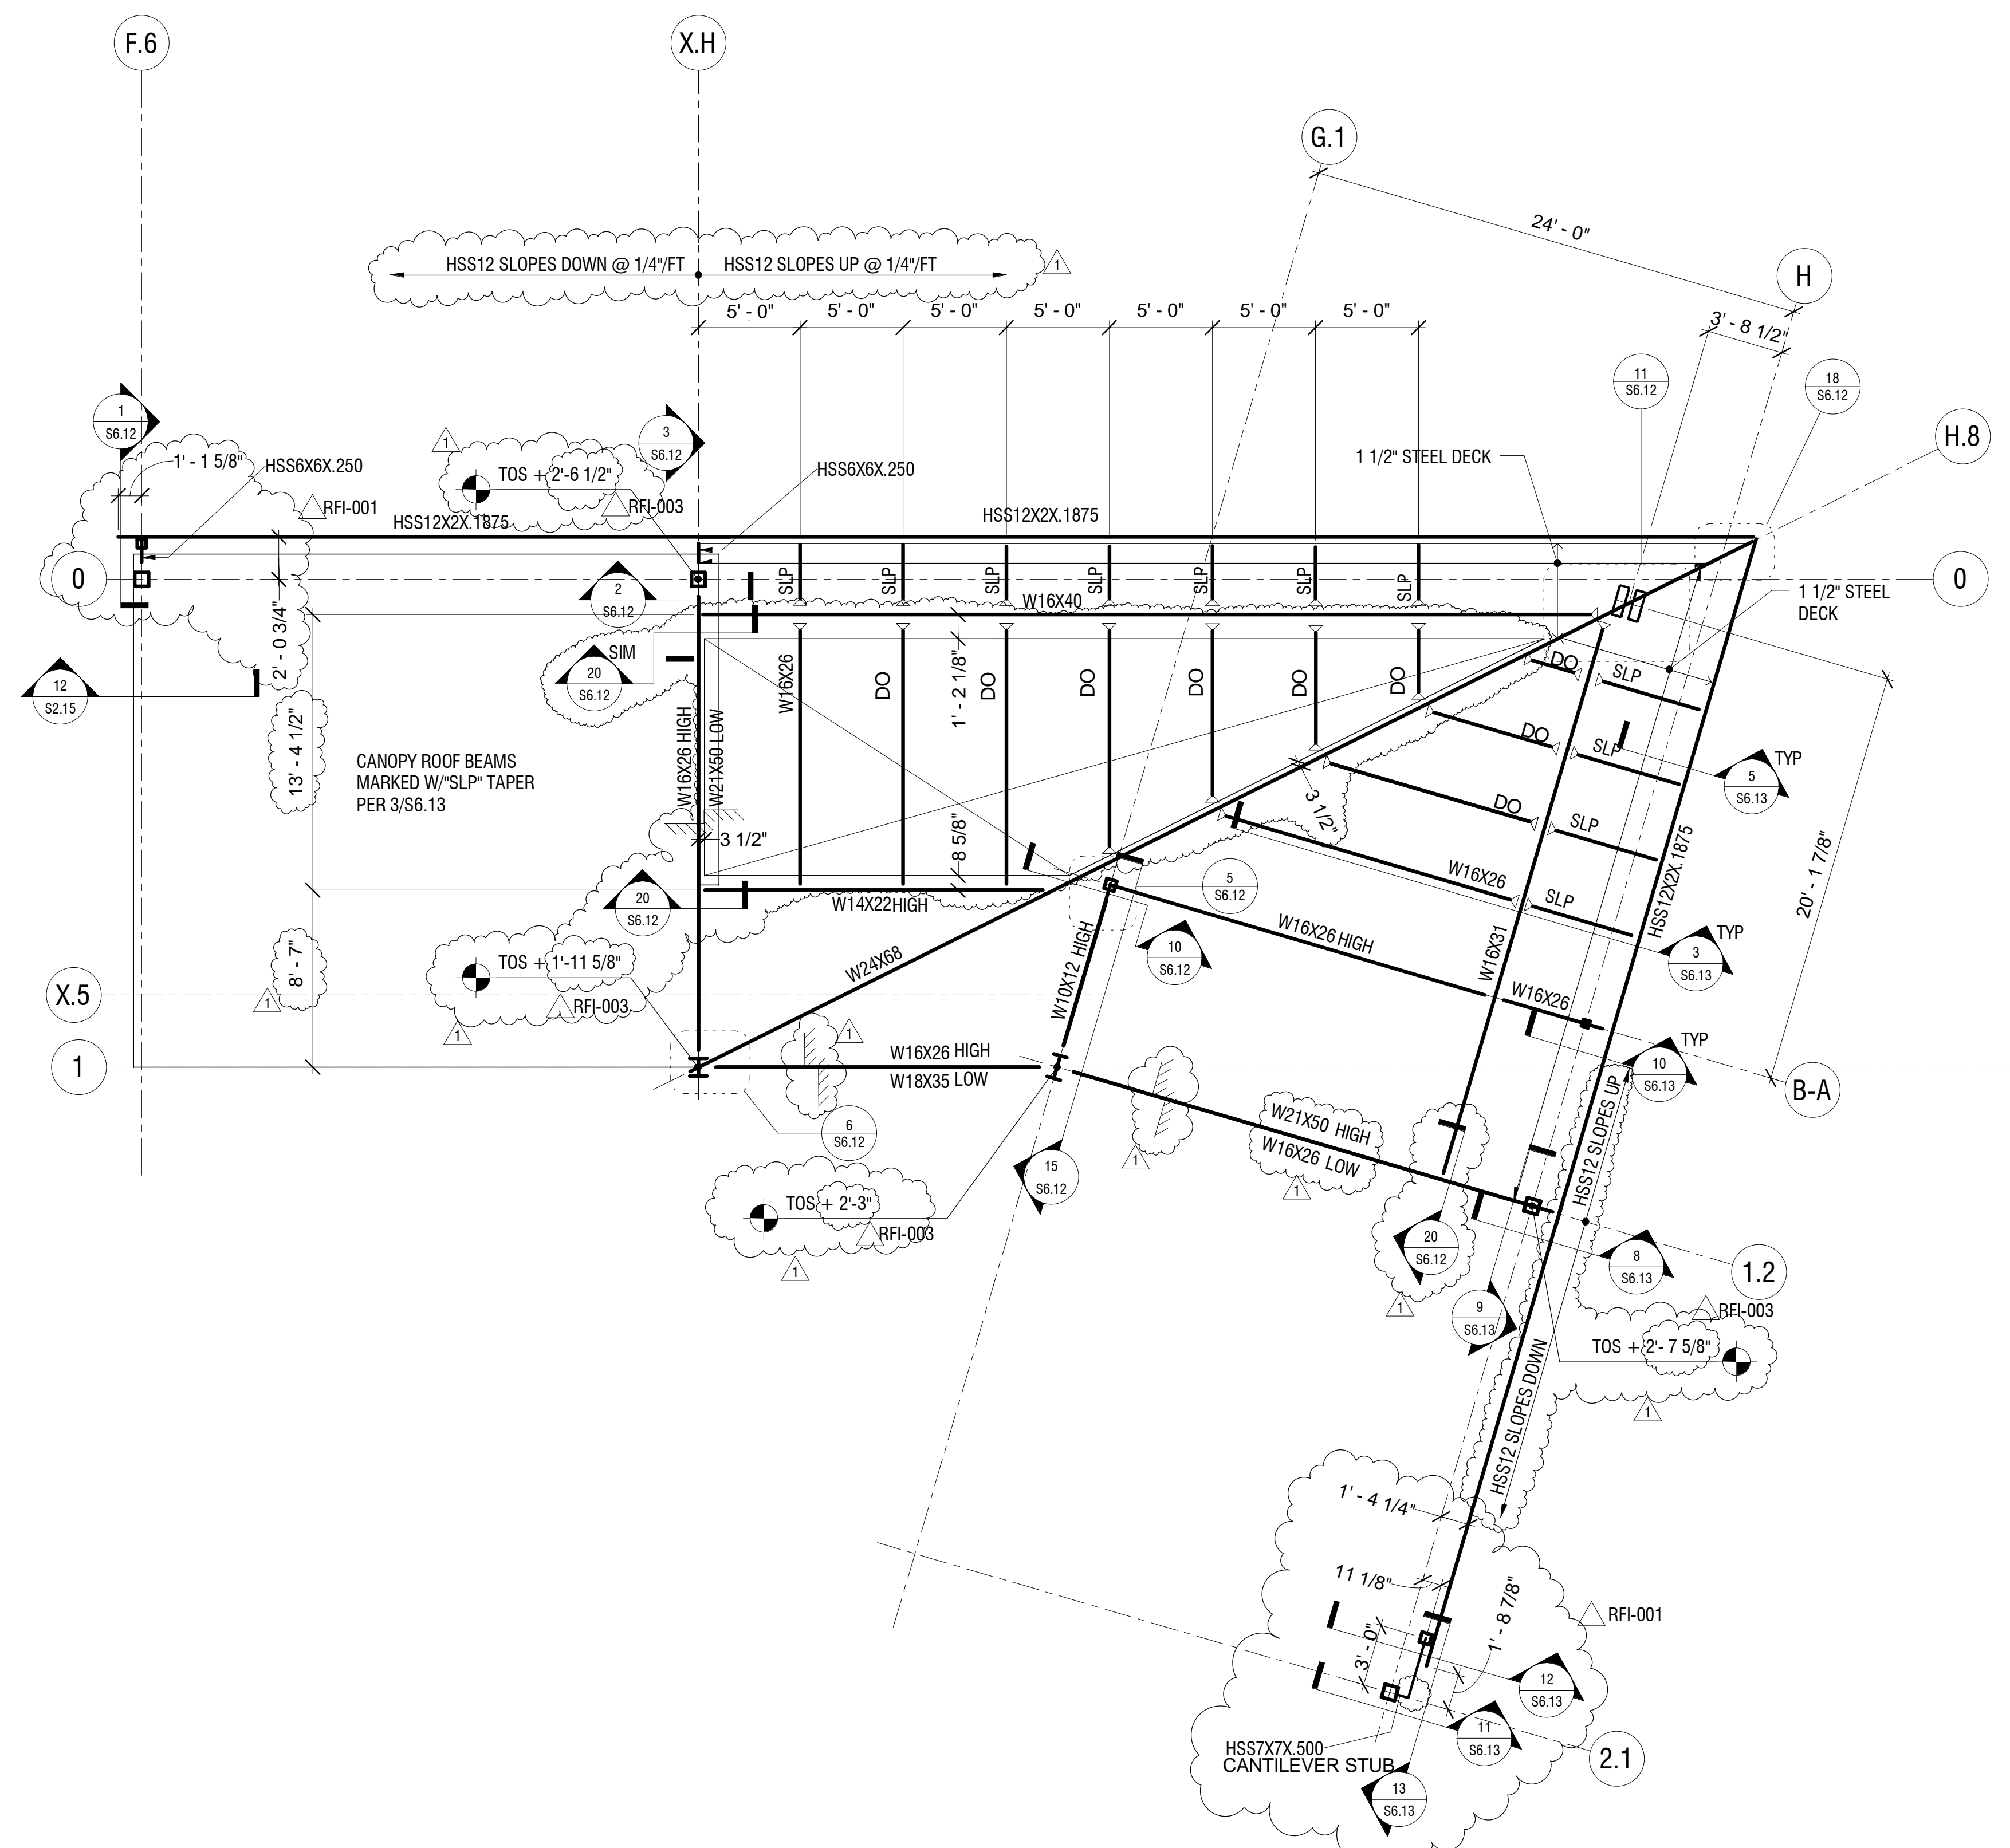 F.6
X.H
G.1
24' - 0"
H
HSS12 SLOPES DOWN @ 1/4"/FT
HSS12 SLOPES UP @ 1/4"/FT
1
5' - 0"
5' - 0"
5' - 0"
5' - 0"
5' - 0"
5' - 0"
5' - 0"
3' - 8 1/2"
11
S6.12
18
S6.12
H.8
1
S6.12
3
S6.12
1
1' - 1 5/8"
HSS6X6X.250
TOS + 2'-6 1/2"
RFI-003
HSS6X6X.250
1 1/2" STEEL DECK
RFI-001
HSS12X2X.1875
HSS12X2X.1875
0
0
2
S6.12
SLP
SLP
SLP
SLP
SLP
SLP
SLP
W16X40
1 1/2" STEEL
DECK
2' - 0 3/4"
SIM
20
S6.12
12
S2.15
W16X26
DO
1' - 2 1/8"
DO
DO
DO
DO
DO
DO
SLP
DO
SLP
DO
SLP
5
S6.13
TYP
13' - 4 1/2"
CANOPY ROOF BEAMS
MARKED W/"SLP" TAPER
PER 3/S6.13
W16X26 HIGH
W21X50 LOW
3 1/2"
8 5/8"
3 1/2"
W16X26
SLP
HSS12X2X.1875
20' - 1 7/8"
20
S6.12
W14X22 HIGH
5
S6.12
10
S6.12
W16X26 HIGH
W16X31
3
S6.13
TYP
8' - 7"
TOS + 1'-11 5/8"
RFI-003
1
1
W24X68
W10X12 HIGH
W16X26
X.5
1
1
W16X26 HIGH
W18X35 LOW
10
S6.13
TYP
B-A
6
S6.12
1
15
S6.12
W21X50 HIGH
W16X26 LOW
1
HSS12 SLOPES UP
TOS + 2'-3"
RFI-003
1
20
S6.12
1
8
S6.13
1.2
9
S6.13
RFI-003
TOS + 2'- 7 5/8"
1
HSS12 SLOPES DOWN
1' - 4 1/4"
11 1/8"
3' - 0"
1' - 8 7/8"
RFI-001
12
S6.13
11
S6.13
HSS7X7X.500
CANTILEVER STUB
13
S6.13
2.1